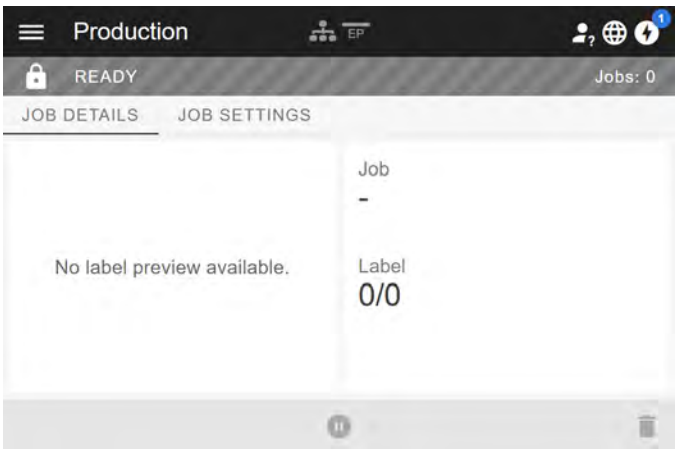 Production
EP
?
1
READY
Jobs: 0
JOB DETAILS
JOB SETTINGS
No label preview available.
Job
-
Label
0/0